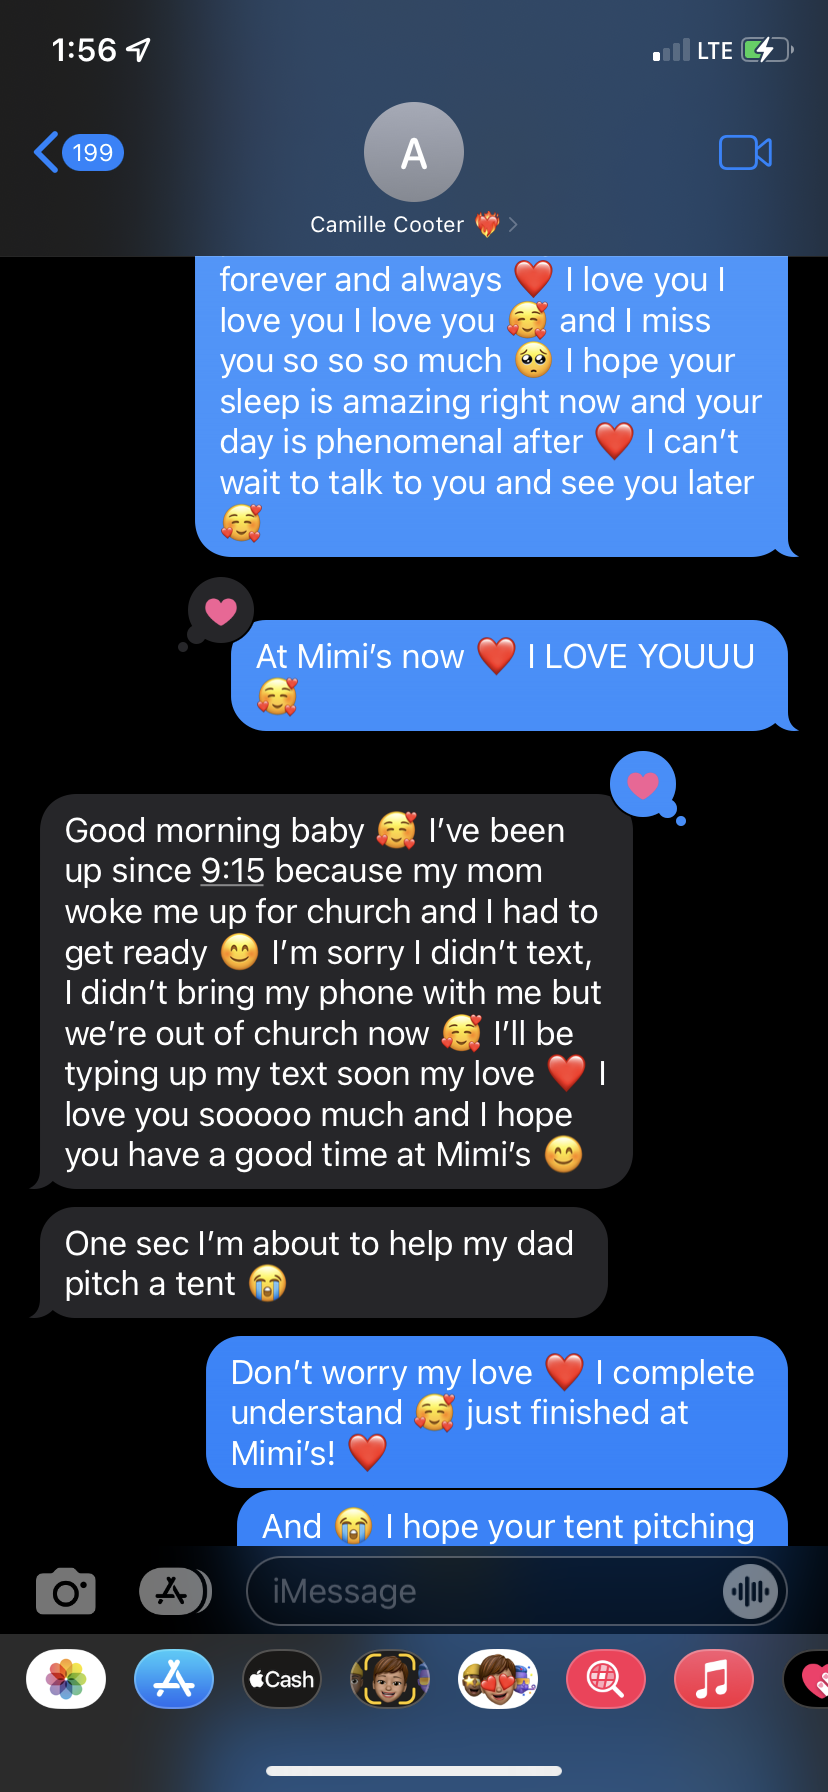 1:56
LTE
199
A
Camille Cooter ❤️‍🔥
forever and always ❤️ I love you I
love you I love you 🥰 and I miss
you so so so much 🥺 I hope your
sleep is amazing right now and your
day is phenomenal after ❤️ I can’t
wait to talk to you and see you later
🥰
At Mimi’s now ❤️ I LOVE YOUUU
🥰
Good morning baby 🥰 I’ve been
up since 9:15 because my mom
woke me up for church and I had to
get ready 😊 I’m sorry I didn’t text,
I didn’t bring my phone with me but
we’re out of church now 🥰 I’ll be
typing up my text soon my love ❤️ I
love you sooooo much and I hope
you have a good time at Mimi’s 😊
One sec I’m about to help my dad
pitch a tent 😭
Don’t worry my love ❤️ I complete
understand 🥰 just finished at
Mimi’s! ❤️
And 😭 I hope your tent pitching
iMessage
Cash